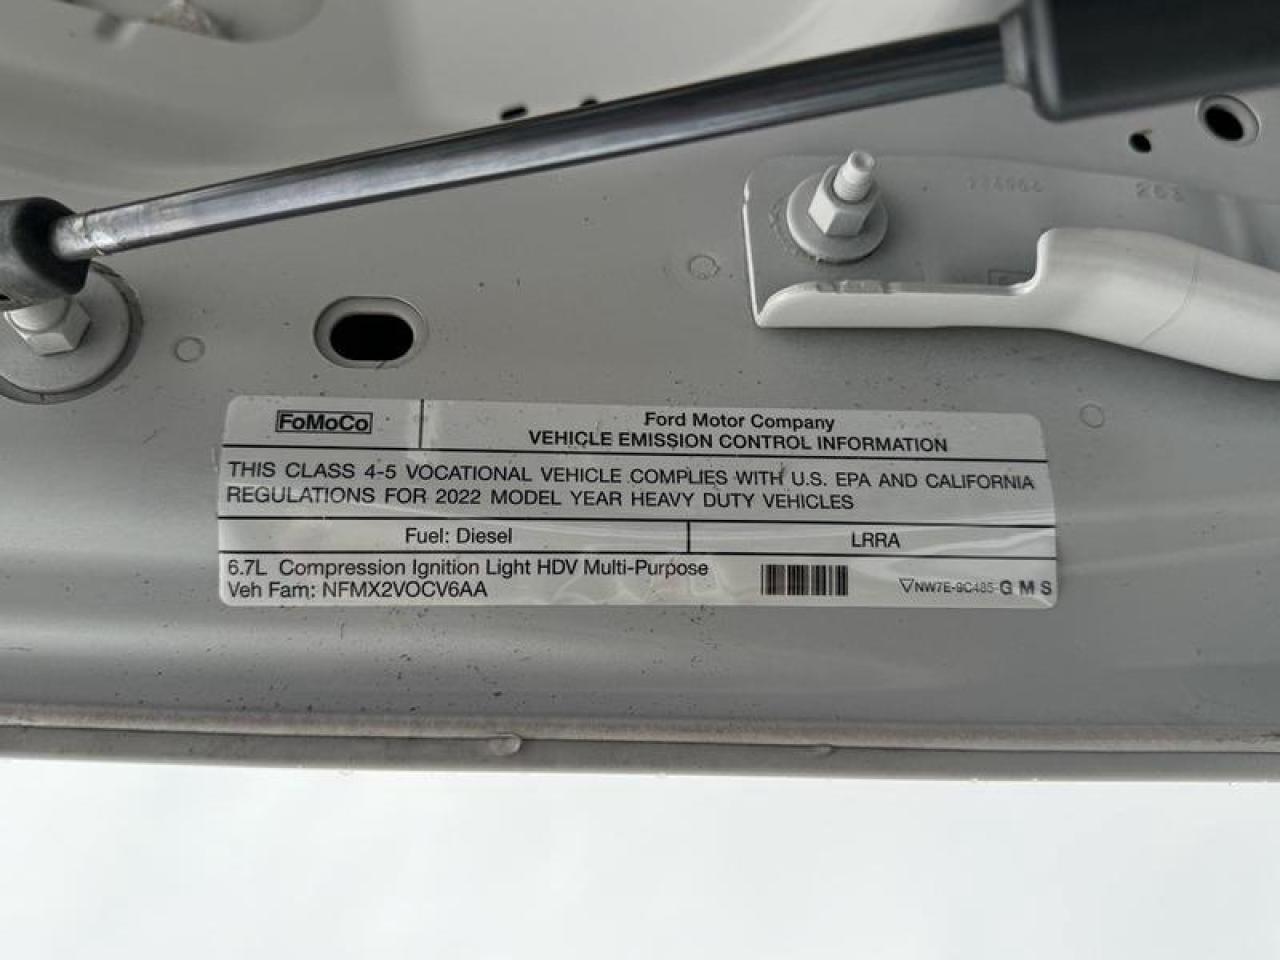 FoMoCo
Ford Motor Company
VEHICLE EMISSION CONTROL INFORMATION
THIS CLASS 4-5 VOCATIONAL VEHICLE COMPLIES WITH U.S. EPA AND CALIFORNIA
REGULATIONS FOR 2022 MODEL YEAR HEAVY DUTY VEHICLES
Fuel: Diesel
LRRA
6.7L Compression Ignition Light HDV Multi-Purpose
Veh Fam: NFMX2VOCV6AA
NW7E-9C485-GMS